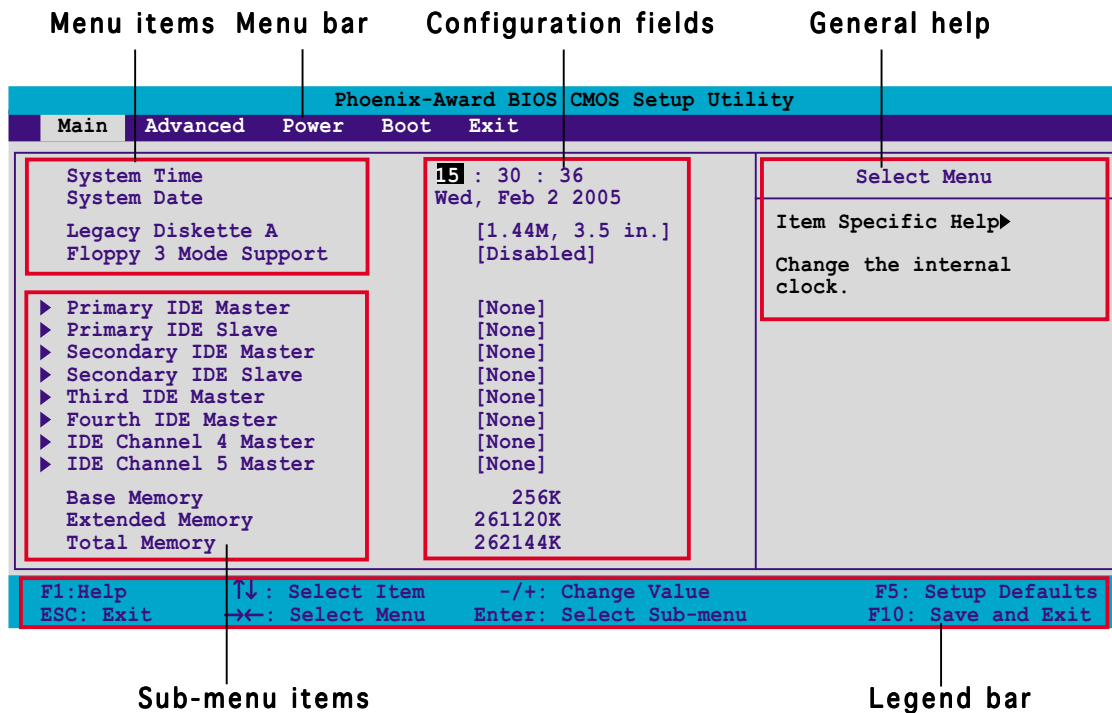 Menu items Menu bar Configuration fields General help
Phoenix-Award BIOS CMOS Setup Utility
Main Advanced Power Boot Exit
System Time 15 : 30 : 36
System Date Wed, Feb 2 2005
Legacy Diskette A [1.44M, 3.5 in.]
Floppy 3 Mode Support [Disabled]
Primary IDE Master [None]
Primary IDE Slave [None]
Secondary IDE Master [None]
Secondary IDE Slave [None]
Third IDE Master [None]
Fourth IDE Master [None]
IDE Channel 4 Master [None]
IDE Channel 5 Master [None]
Base Memory 256K
Extended Memory 261120K
Total Memory 262144K
Select Menu
Item Specific Help▶
Change the internal
clock.
F1:Help ↑↓: Select Item -/+: Change Value F5: Setup Defaults
ESC: Exit →←: Select Menu Enter: Select Sub-menu F10: Save and Exit
Sub-menu items Legend bar